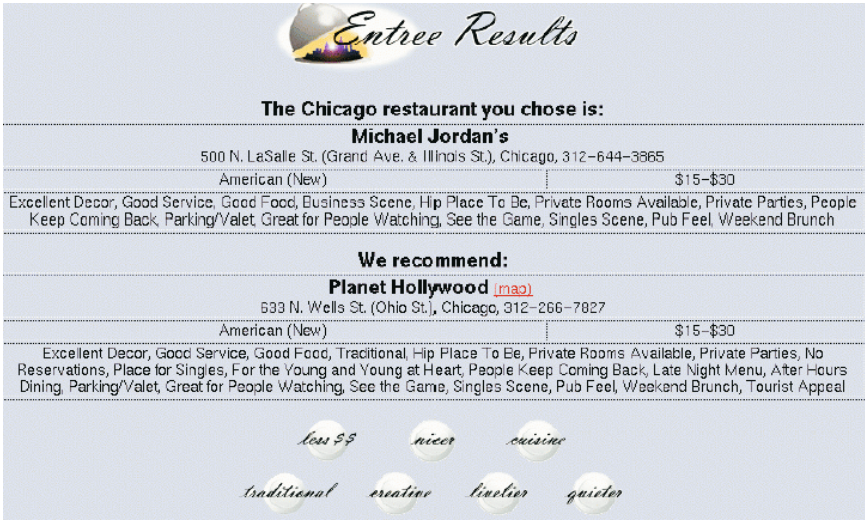 Entree Results
The Chicago restaurant you chose is:
Michael Jordan's
500 N. LaSalle St. (Grand Ave. & Illinois St.), Chicago, 312-644-3865
American (New) $15-$30
Excellent Decor, Good Service, Good Food, Business Scene, Hip Place To Be, Private Rooms Available, Private Parties, People
Keep Coming Back, Parking/Valet, Great for People Watching, See the Game, Singles Scene, Pub Feel, Weekend Brunch
We recommend:
Planet Hollywood (map)
633 N. Wells St. (Ohio St.), Chicago, 312-266-7827
American (New) $15-$30
Excellent Decor, Good Service, Good Food, Traditional, Hip Place To Be, Private Rooms Available, Private Parties, No
Reservations, Place for Singles, For the Young and Young at Heart, People Keep Coming Back, Late Night Menu, After Hours
Dining, Parking/Valet, Great for People Watching, See the Game, Singles Scene, Pub Feel, Weekend Brunch, Tourist Appeal
less $$ nicer cuisine
traditional creative livelier quieter